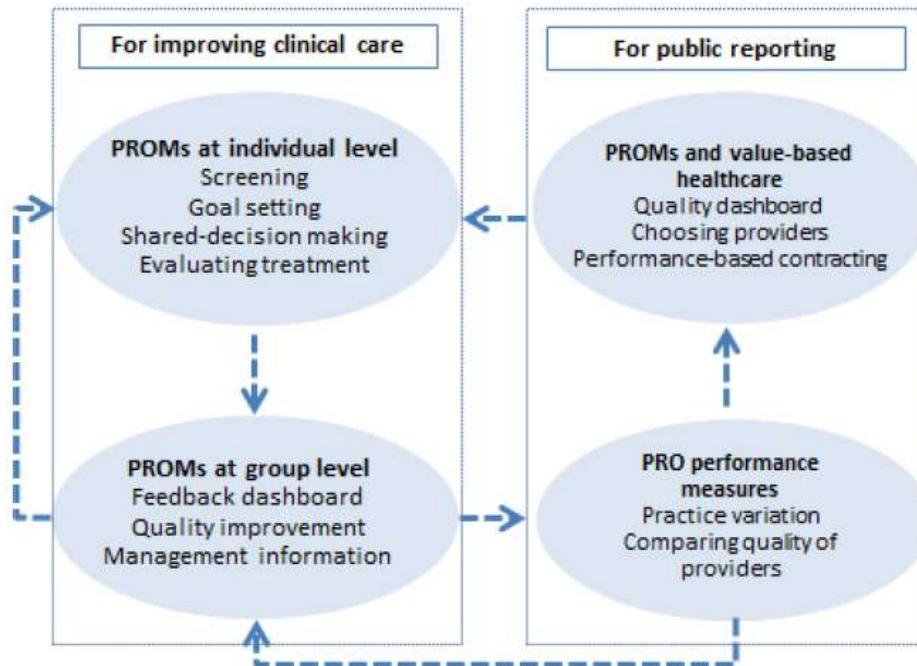 For improving clinical care
PROMs at individual level
Screening
Goal setting
Shared-decision making
Evaluating treatment
PROMs at group level
Feedback dashboard
Quality improvement
Management information
For public reporting
PROMs and value-based
healthcare
Quality dashboard
Choosing providers
Performance-based contracting
PRO performance
measures
Practice variation
Comparing quality of
providers